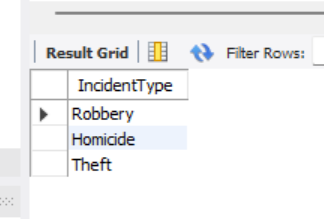 Result Grid Filter Rows:
IncidentType
Robbery
Homicide
Theft